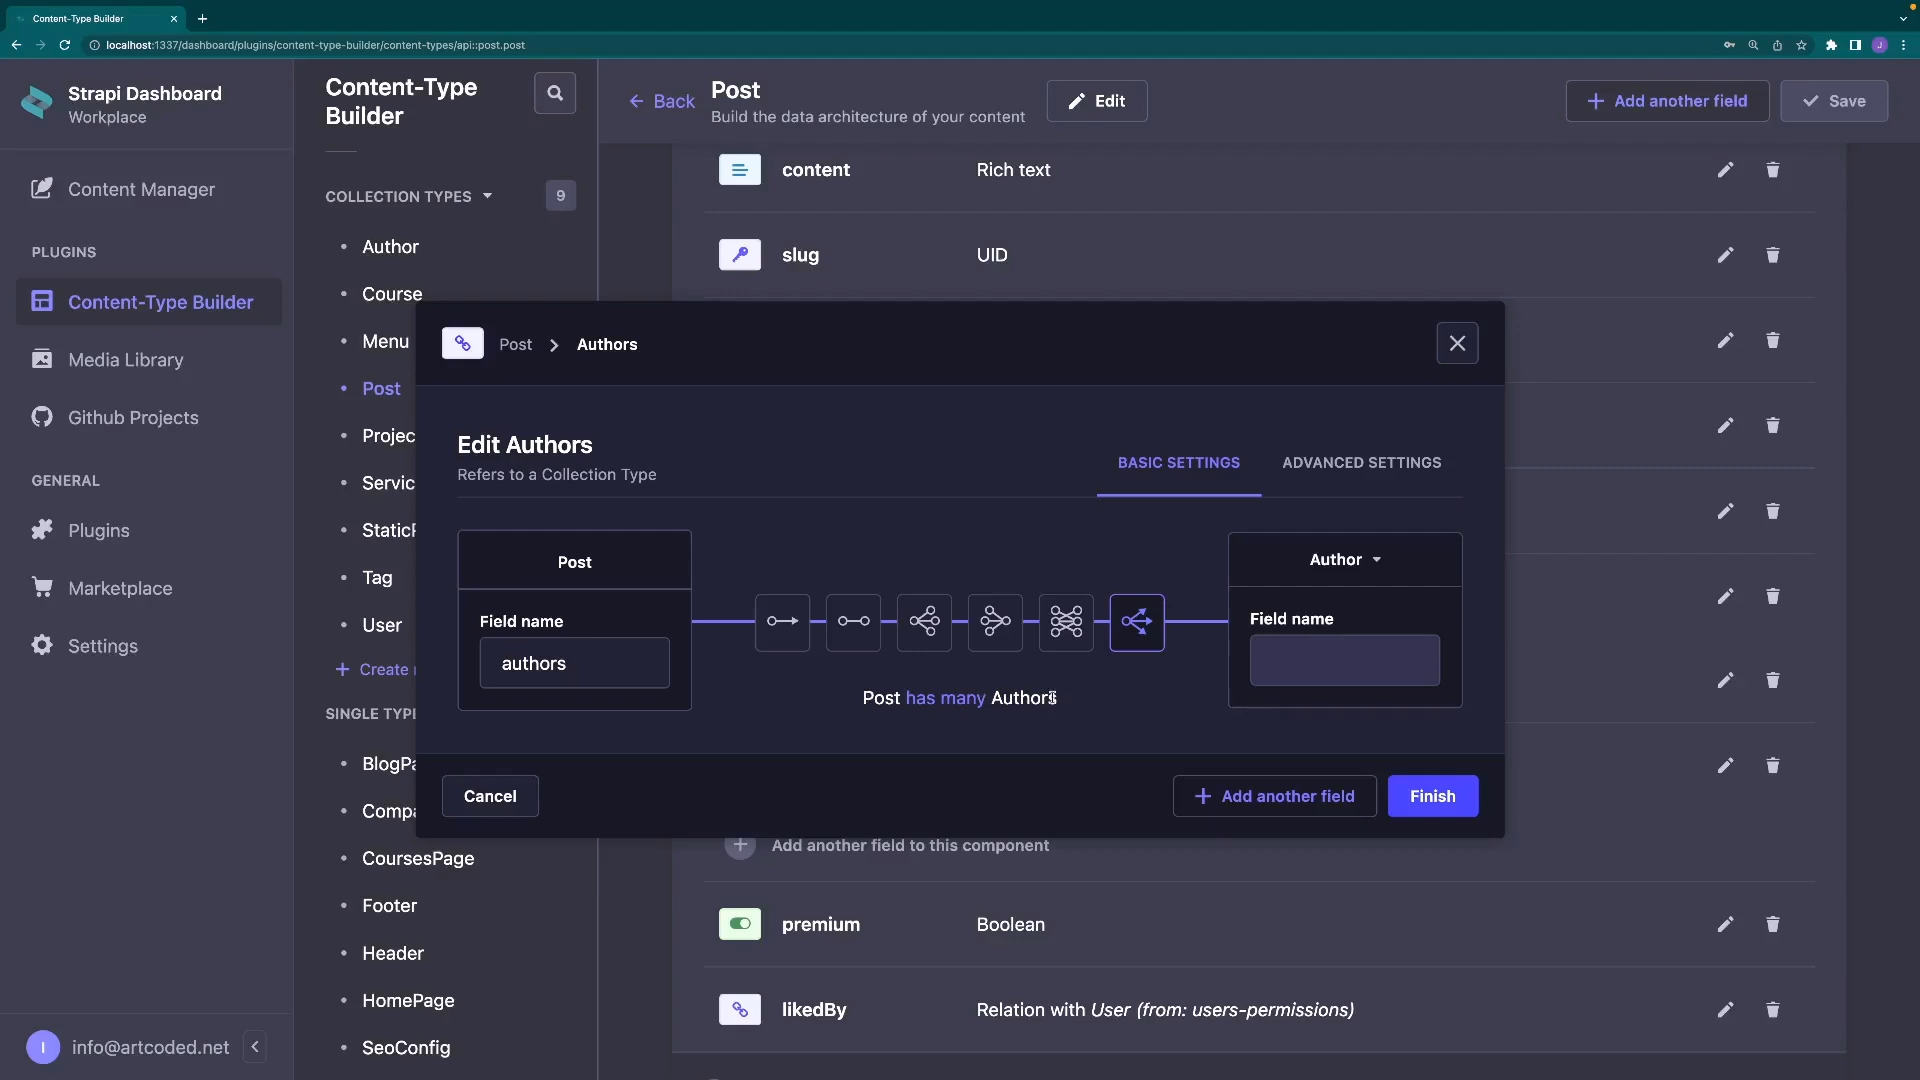 Content-Type Builder
localhost:1337/dashboard/plugins/content-type-builder/content-types/api::post.post
J
Strapi Dashboard
Workplace
Content Manager
PLUGINS
Content-Type Builder
Media Library
Github Projects
GENERAL
Plugins
Marketplace
Settings
I
info@artcoded.net
Content-Type
Builder
COLLECTION TYPES
9
Author
Course
Menu
Post
Projec
Servic
StaticP
Tag
User
Create
SINGLE TYPE
BlogPa
Compa
CoursesPage
Footer
Header
HomePage
SeoConfig
Back
Post
Build the data architecture of your content
Edit
Add another field
Save
content
Rich text
slug
UID
Post
Authors
Edit Authors
Refers to a Collection Type
BASIC SETTINGS
ADVANCED SETTINGS
Post
Field name
authors
Post has many Authors
Author
Field name
Cancel
Add another field
Finish
Add another field to this component
premium
Boolean
likedBy
Relation with User (from: users-permissions)